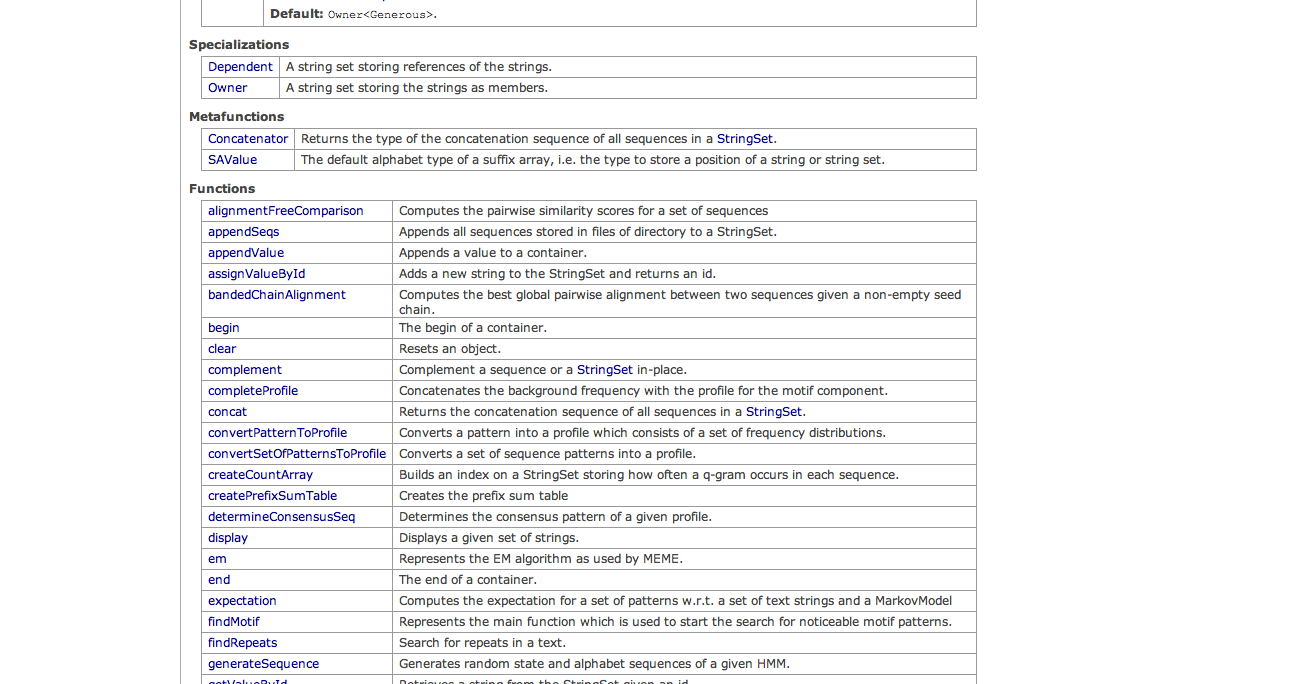 Default: Owner<Generous>.
Specializations
Dependent A string set storing references of the strings.
Owner A string set storing the strings as members.
Metafunctions
Concatenator Returns the type of the concatenation sequence of all sequences in a StringSet.
SAValue The default alphabet type of a suffix array, i.e. the type to store a position of a string or string set.
Functions
alignmentFreeComparison Computes the pairwise similarity scores for a set of sequences
appendSeqs Appends all sequences stored in files of directory to a StringSet.
appendValue Appends a value to a container.
assignValueById Adds a new string to the StringSet and returns an id.
bandedChainAlignment Computes the best global pairwise alignment between two sequences given a non-empty seed
chain.
begin The begin of a container.
clear Resets an object.
complement Complement a sequence or a StringSet in-place.
completeProfile Concatenates the background frequency with the profile for the motif component.
concat Returns the concatenation sequence of all sequences in a StringSet.
convertPatternToProfile Converts a pattern into a profile which consists of a set of frequency distributions.
convertSetOfPatternsToProfile Converts a set of sequence patterns into a profile.
createCountArray Builds an index on a StringSet storing how often a q-gram occurs in each sequence.
createPrefixSumTable Creates the prefix sum table
determineConsensusSeq Determines the consensus pattern of a given profile.
display Displays a given set of strings.
em Represents the EM algorithm as used by MEME.
end The end of a container.
expectation Computes the expectation for a set of patterns w.r.t. a set of text strings and a MarkovModel
findMotif Represents the main function which is used to start the search for noticeable motif patterns.
findRepeats Search for repeats in a text.
generateSequence Generates random state and alphabet sequences of a given HMM.
getValueById Retrieves a string from the StringSet given an id.